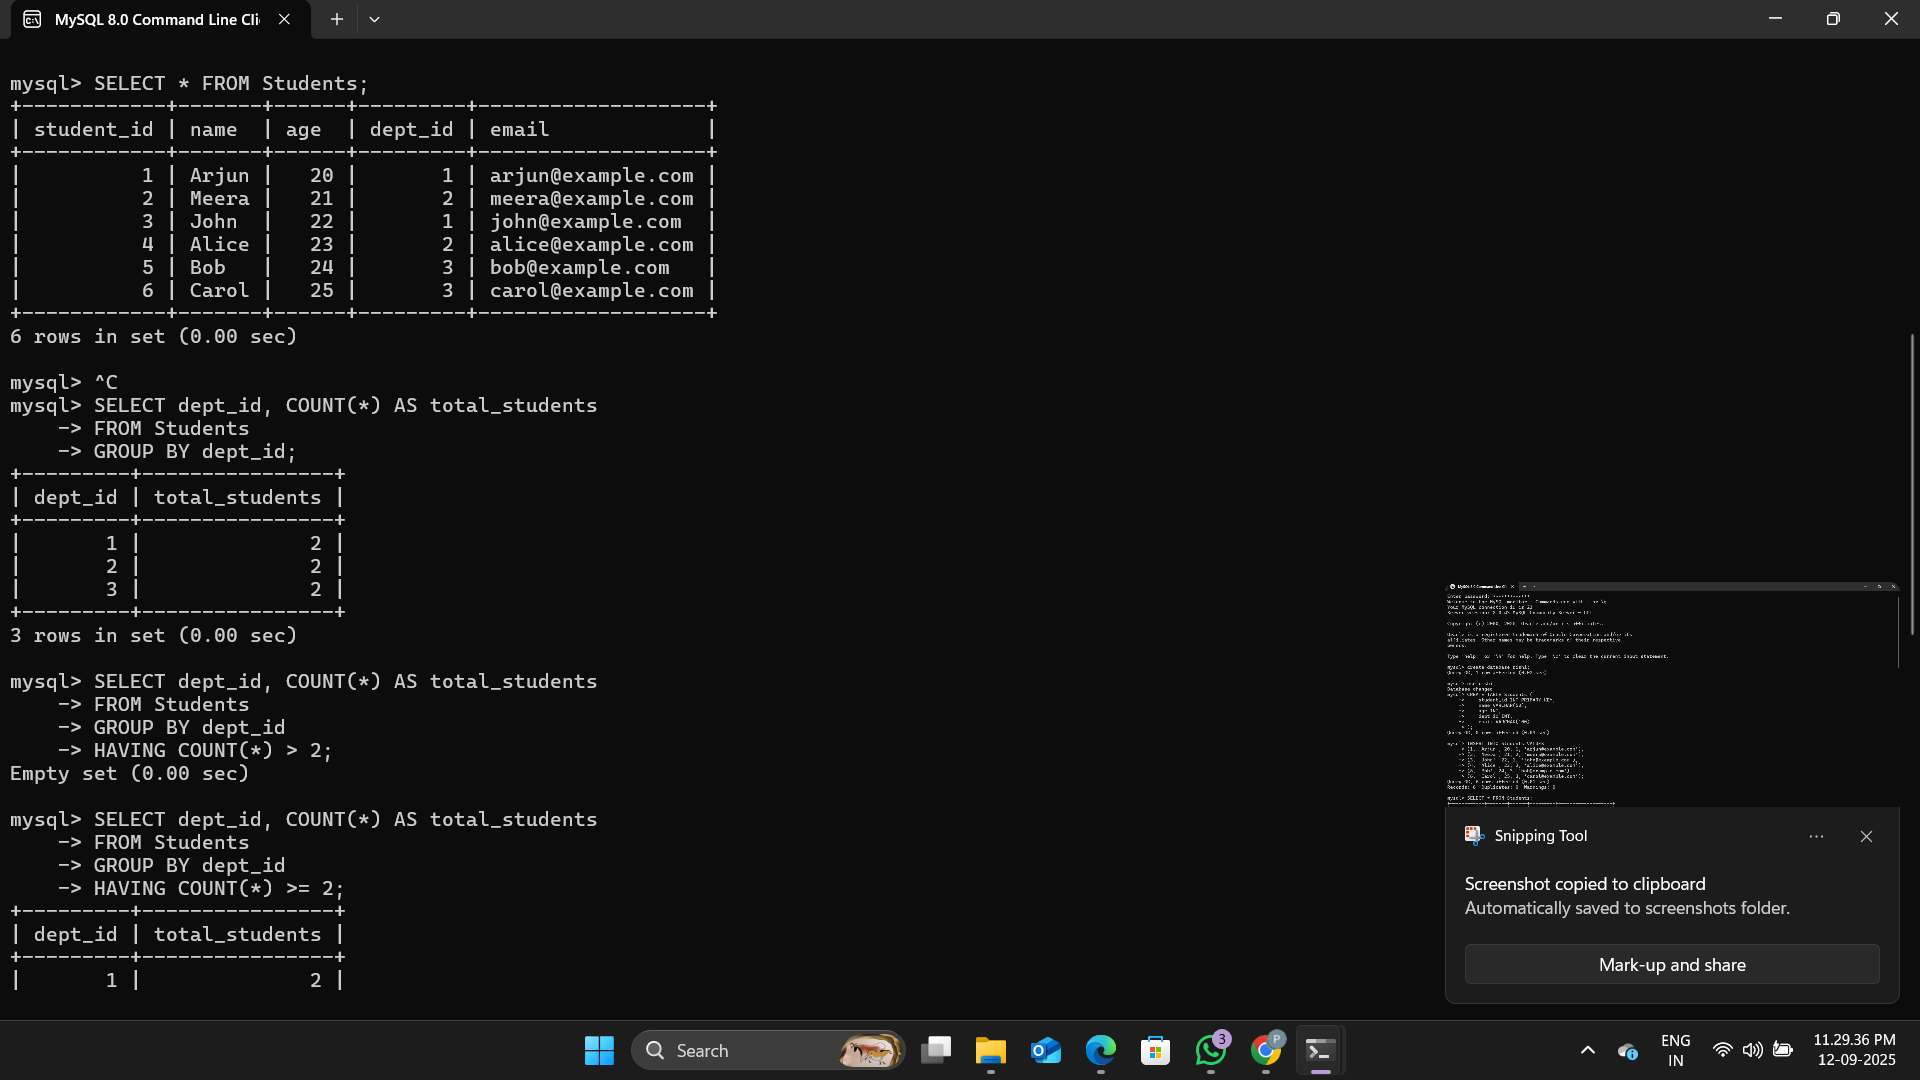 MySQL 8.0 Command Line Cli
mysql> SELECT * FROM Students;
+------------+-------+------+---------+-------------------+
| student_id | name  | age  | dept_id | email             |
+------------+-------+------+---------+-------------------+
|          1 | Arjun |   20 |       1 | arjun@example.com |
|          2 | Meera |   21 |       2 | meera@example.com |
|          3 | John  |   22 |       1 | john@example.com  |
|          4 | Alice |   23 |       2 | alice@example.com |
|          5 | Bob   |   24 |       3 | bob@example.com   |
|          6 | Carol |   25 |       3 | carol@example.com |
+------------+-------+------+---------+-------------------+
6 rows in set (0.00 sec)
mysql> ^C
mysql> SELECT dept_id, COUNT(*) AS total_students
    -> FROM Students
    -> GROUP BY dept_id;
+---------+----------------+
| dept_id | total_students |
+---------+----------------+
|       1 |              2 |
|       2 |              2 |
|       3 |              2 |
+---------+----------------+
3 rows in set (0.00 sec)
mysql> SELECT dept_id, COUNT(*) AS total_students
    -> FROM Students
    -> GROUP BY dept_id
    -> HAVING COUNT(*) > 2;
Empty set (0.00 sec)
mysql> SELECT dept_id, COUNT(*) AS total_students
    -> FROM Students
    -> GROUP BY dept_id
    -> HAVING COUNT(*) >= 2;
+---------+----------------+
| dept_id | total_students |
+---------+----------------+
|       1 |              2 |
Snipping Tool
Screenshot copied to clipboard
Automatically saved to screenshots folder.
Mark-up and share
Search
3
P
ENG
IN
11.29.36 PM
12-09-2025